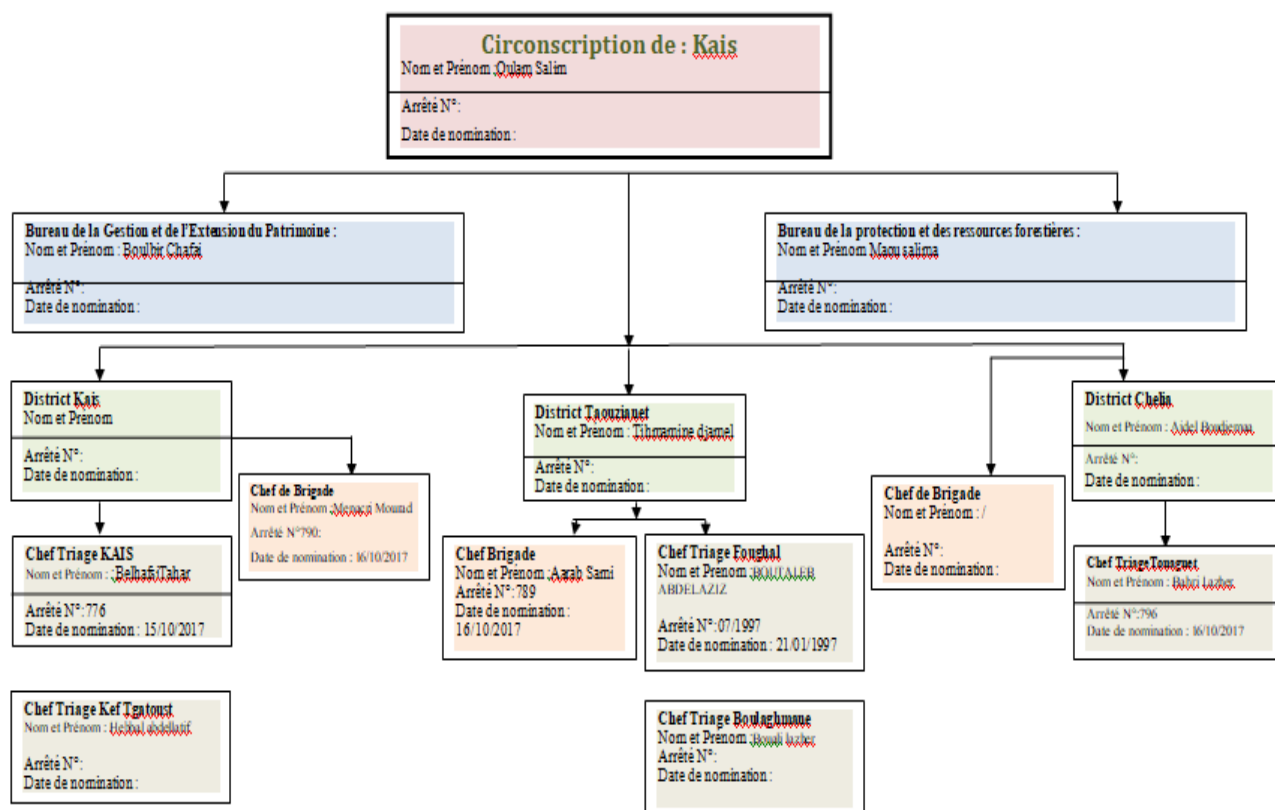 Circonscription de : Kais
Nom et Prénom :Oulam Salim
Arrêté N°:
Date de nomination :
Bureau de la Gestion et de l'Extension du Patrimoine :
Nom et Prénom : Boulbir Chafai
Arrêté N°:
Date de nomination :
Bureau de la protection et des ressources forestières :
Nom et Prénom Maou salima
Arrêté N°:
Date de nomination :
District Kais
Nom et Prénom
Arrêté N°:
Date de nomination :
District Taouzianet
Nom et Prénom : Tihmamine djamel
Arrêté N°:
Date de nomination :
District Chelia
Nom et Prénom : Aidel Boudjemaa
Arrêté N°:
Date de nomination :
Chef de Brigade
Nom et Prénom :Menacri Mourad
Arrêté N°790:
Date de nomination : 16/10/2017
Chef de Brigade
Nom et Prénom : /
Arrêté N°:
Date de nomination :
Chef Triage KAIS
Nom et Prénom : :Belhafsi Tahar
Arrêté N°: 776
Date de nomination : 15/10/2017
Chef Brigade
Nom et Prénom :Aarab Sami
Arrêté N°: 789
Date de nomination :
16/10/2017
Chef Triage Foughal
Nom et Prenom :BOUTALEB
ABDELAZIZ
Arrêté N°: 07/1997
Date de nomination : 21/01/1997
Chef Triage Touaguet
Nom et Prénom : Bahri Lazher
Arrêté N°:796
Date de nomination : 16/10/2017
Chef Triage Kef Tgatoust
Nom et Prénom : Hebbal abdellatif
Arrêté N°:
Date de nomination :
Chef Triage Boulaghmane
Nom et Prénom :Bouali lazher
Arrêté N°:
Date de nomination :